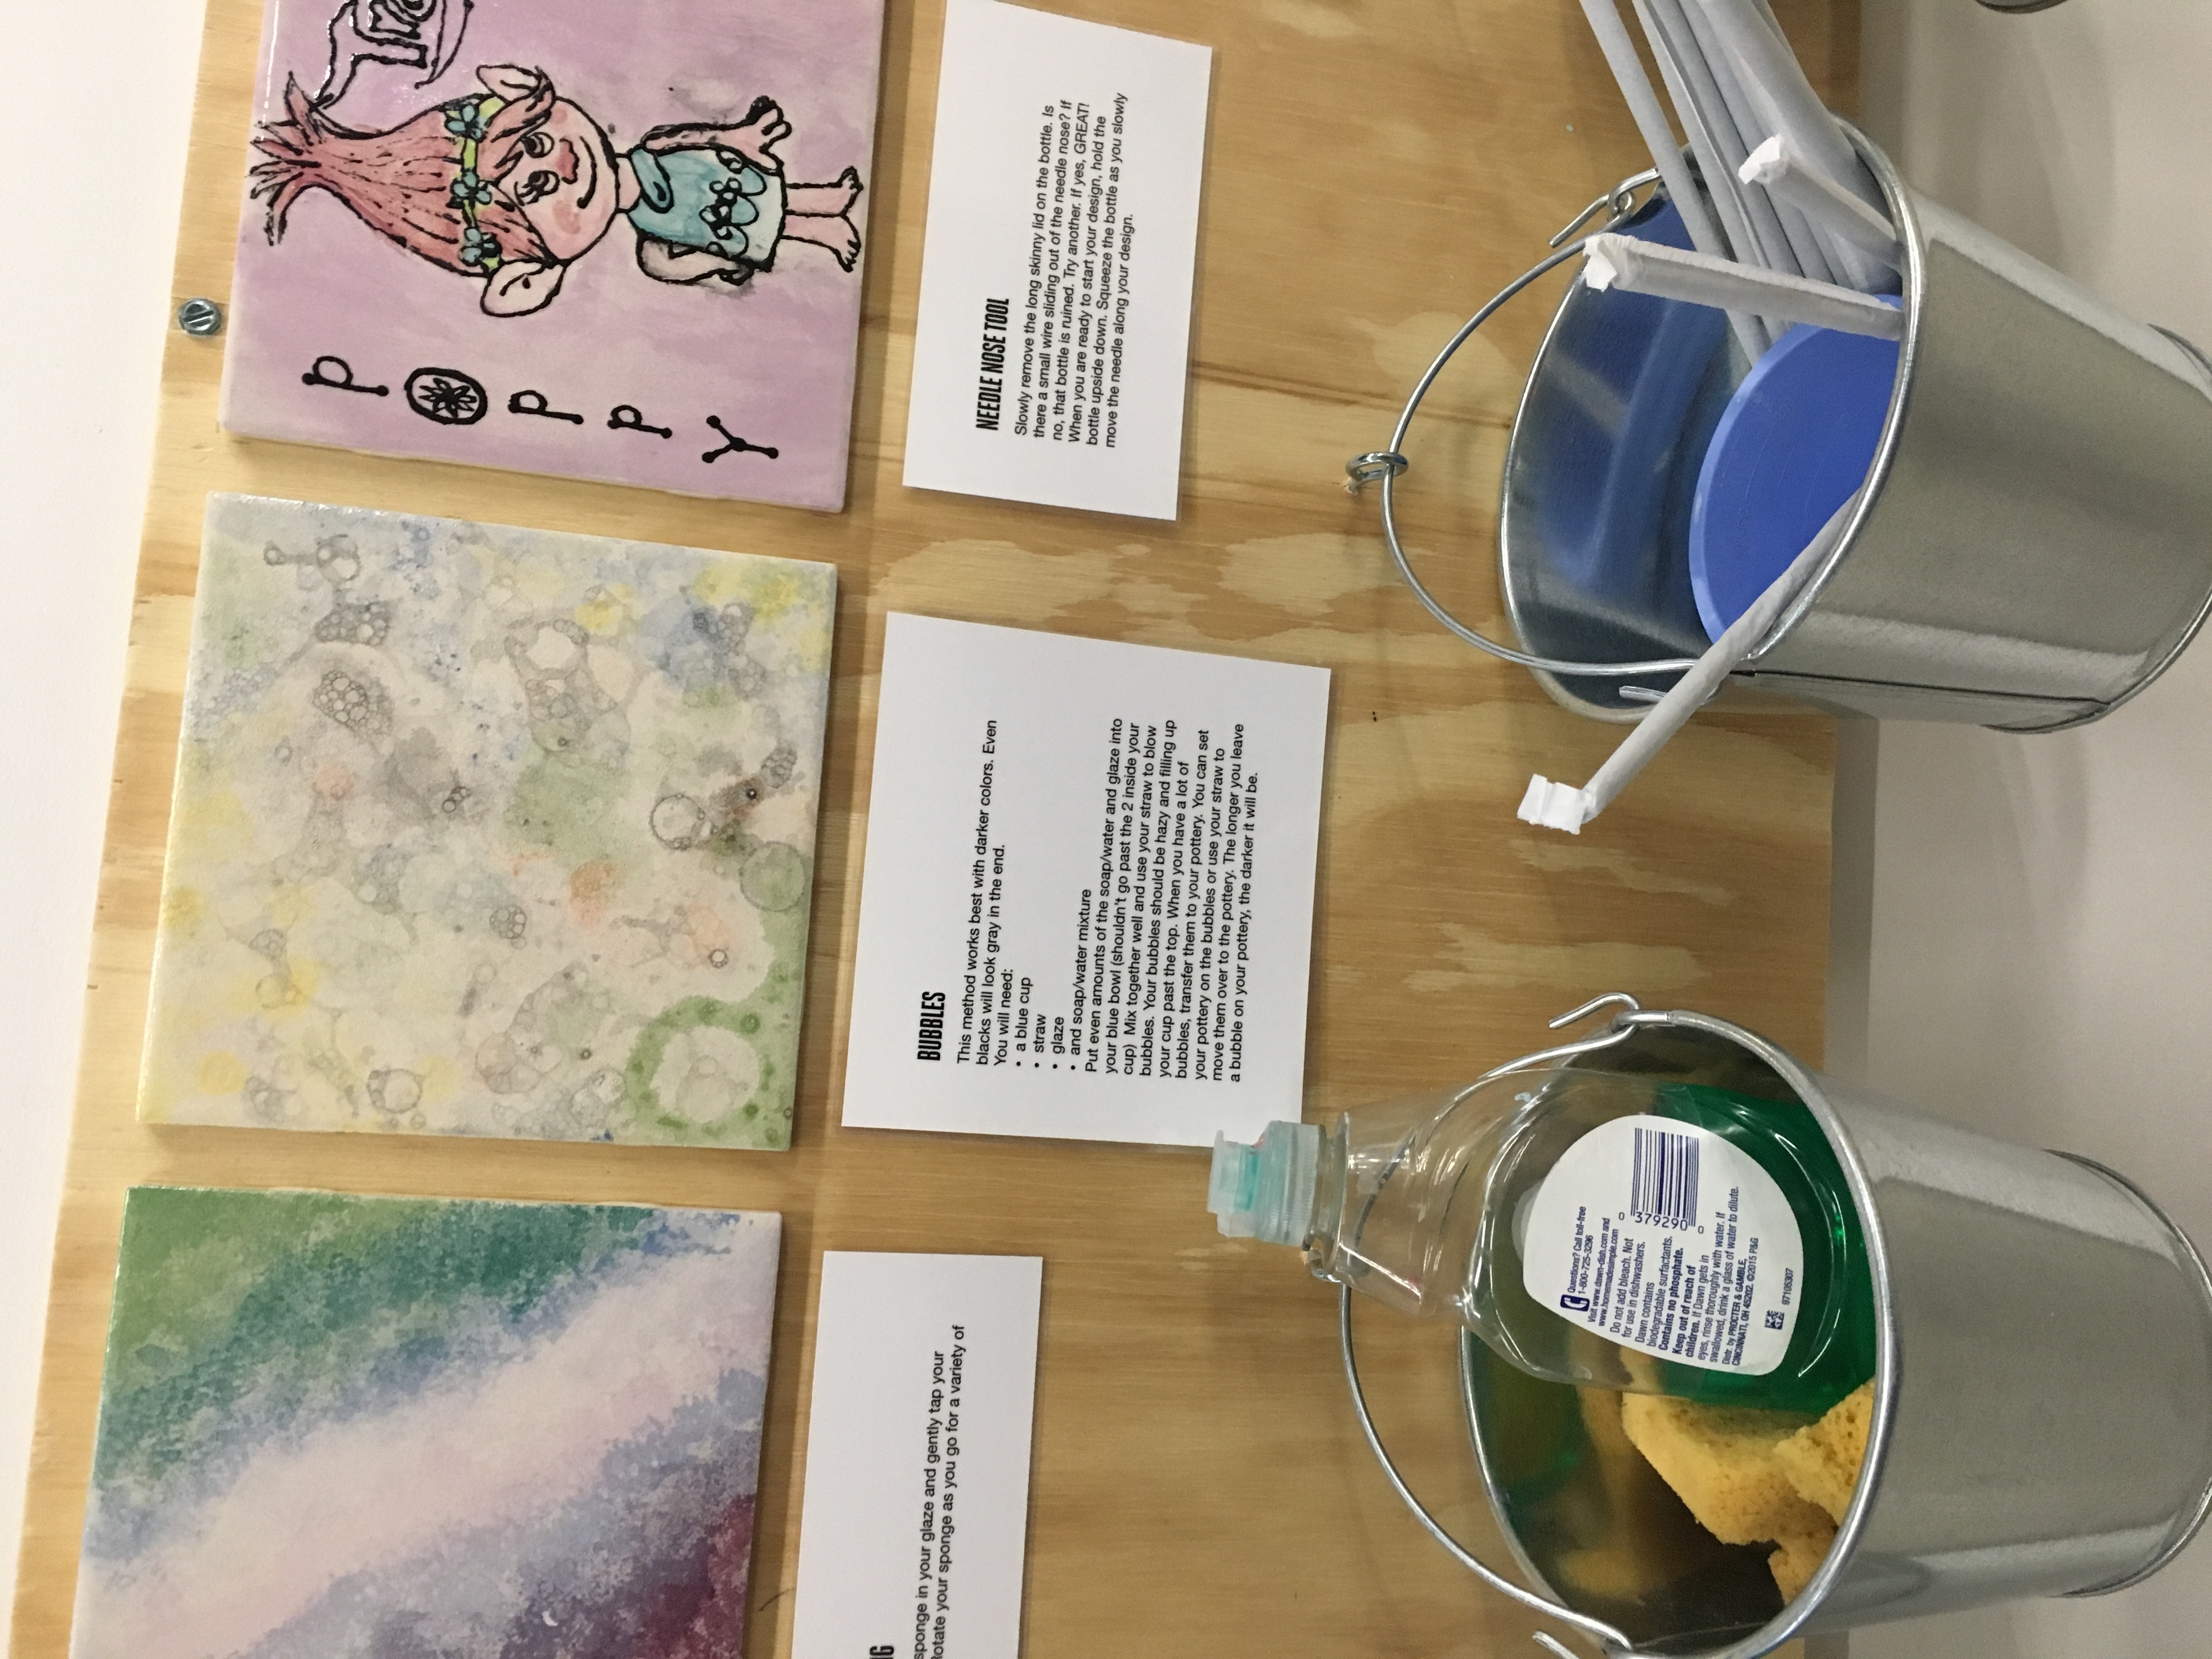 P
O
P
P
Y
G
sponge in your glaze and gently tap your
Rotate your sponge as you go for a variety of
BUBBLES
This method works best with darker colors. Even
blacks will look gray in the end.
You will need:
• a blue cup
• straw
• glaze
• and soap/water mixture
Put even amounts of the soap/water and glaze into
your blue bowl (shouldn't go past the 2 inside your
cup) Mix together well and use your straw to blow
bubbles. Your bubbles should be hazy and filling up
your cup past the top. When you have a lot of
bubbles, transfer them to your pottery. You can set
your pottery on the bubbles or use your straw to
move them over to the pottery. The longer you leave
a bubble on your pottery, the darker it will be.
NEEDLE NOSE TOOL
Slowly remove the long skinny lid on the bottle. Is
there a small wire sliding out of the needle nose? If
no, that bottle is ruined. Try another. If yes, GREAT!
When you are ready to start your design, hold the
bottle upside down. Squeeze the bottle as you slowly
move the needle along your design.
Questions? Call toll-free
1-800-725-3296
Visit www.dawn-dish.com and
www.homemadesimple.com
Do not add bleach. Not
for use in dishwashers.
Dawn contains
biodegradable surfactants.
Contains no phosphate.
Keep out of reach of
children. If Dawn gets in
eyes, rinse thoroughly with water. If
swallowed, drink a glass of water to dilute.
Distr. by PROCTER & GAMBLE,
CINCINNATI, OH 45202. ©2015 P&G
97105307